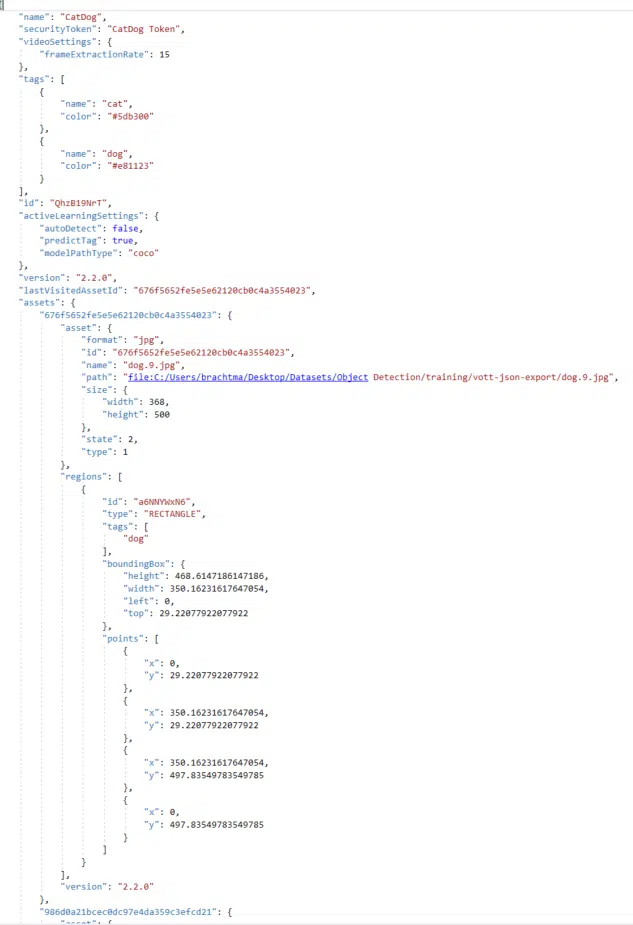 {
"name": "CatDog",
"securityToken": "CatDog Token",
"videoSettings": {
"frameExtractionRate": 15
},
"tags": [
{
"name": "cat",
"color": "#5db300"
},
{
"name": "dog",
"color": "#e81123"
}
],
"id": "QhzB19NrT",
"activeLearningSettings": {
"autoDetect": false,
"predictTag": true,
"modelPathType": "coco"
},
"version": "2.2.0",
"lastVisitedAssetId": "676f5652fe5e5e62120cb0c4a3554023",
"assets": {
"676f5652fe5e5e62120cb0c4a3554023": {
"asset": {
"format": "jpg",
"id": "676f5652fe5e5e62120cb0c4a3554023",
"name": "dog.9.jpg",
"path": "file:C:/Users/brachtma/Desktop/Datasets/Object Detection/training/vott-json-export/dog.9.jpg",
"size": {
"width": 368,
"height": 500
},
"state": 2,
"type": 1
},
"regions": [
{
"id": "a6NNYWxN6",
"type": "RECTANGLE",
"tags": [
"dog"
],
"boundingBox": {
"height": 468.6147186147186,
"width": 350.16231617647054,
"left": 0,
"top": 29.22077922077922
},
"points": [
{
"x": 0,
"y": 29.22077922077922
},
{
"x": 350.16231617647054,
"y": 29.22077922077922
},
{
"x": 350.16231617647054,
"y": 497.83549783549785
},
{
"x": 0,
"y": 497.83549783549785
}
]
}
],
"version": "2.2.0"
},
"986d0a21bcec0dc97e4da359c3efcd21": {
"asset": {